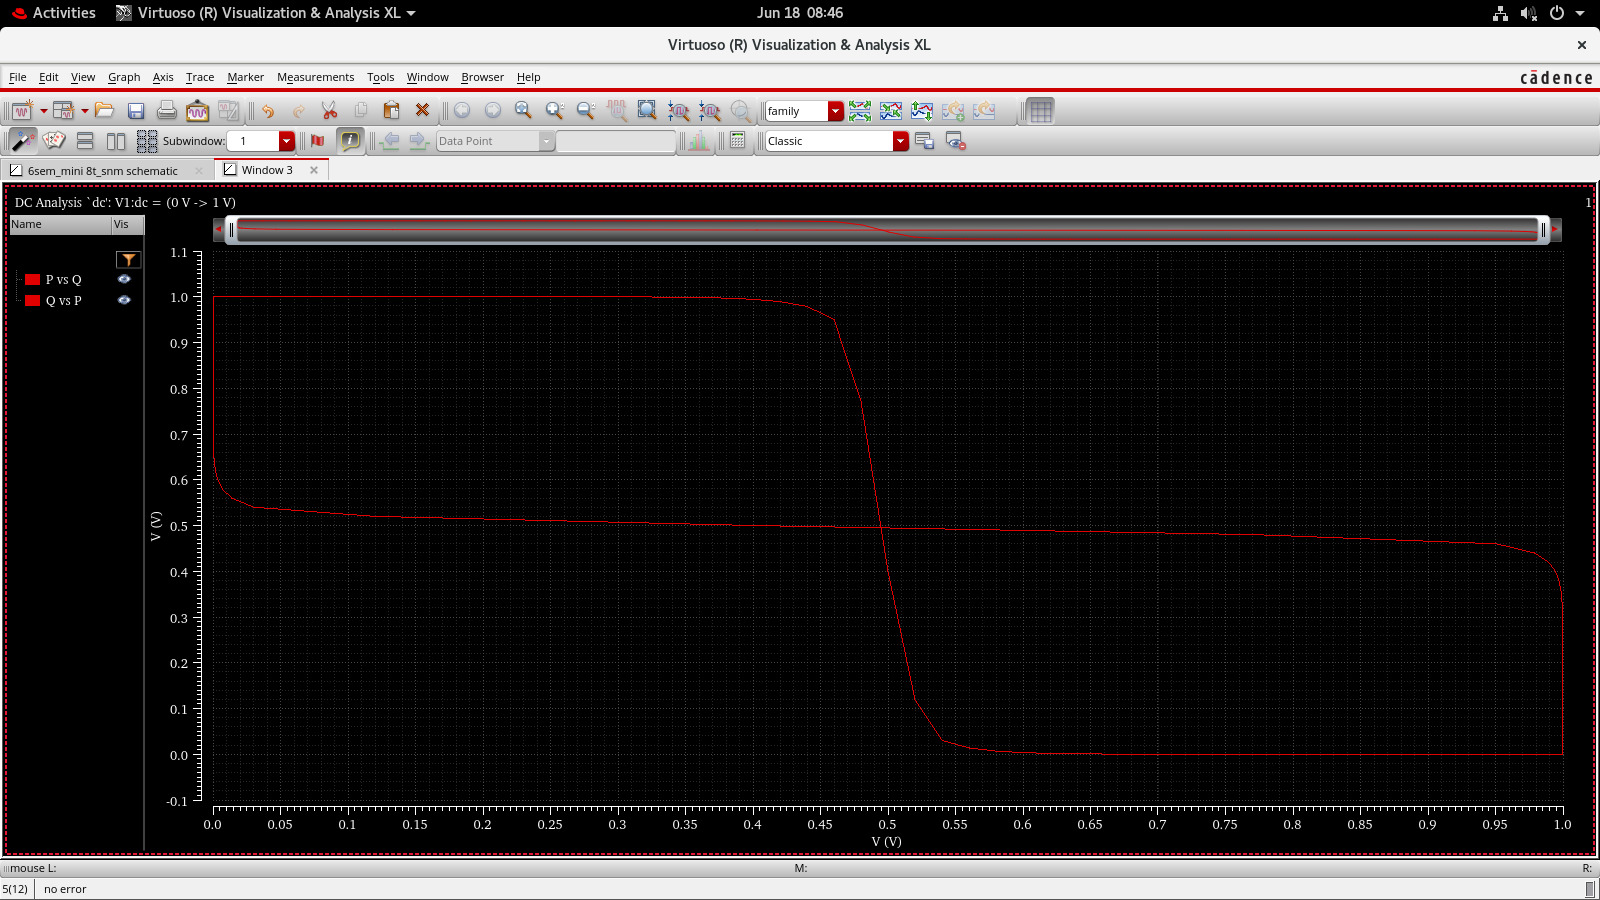 Activities Virtuoso (R) Visualization & Analysis XL Jun 18 08:46
Virtuoso (R) Visualization & Analysis XL ×
File Edit View Graph Axis Trace Marker Measurements Tools Window Browser Help cādence
family
Subwindow: 1 Data Point Classic
6sem_mini 8t_snm schematic Window 3
DC Analysis `dc': V1:dc = (0 V -> 1 V) 1
Name Vis
P vs Q
Q vs P
1.1
1.0
0.9
0.8
0.7
0.6
0.5
0.4
0.3
0.2
0.1
0.0
-0.1
V (V)
0.0 0.05 0.1 0.15 0.2 0.25 0.3 0.35 0.4 0.45 0.5 0.55 0.6 0.65 0.7 0.75 0.8 0.85 0.9 0.95 1.0
V (V)
mouse L: M: R:
5(12) no error